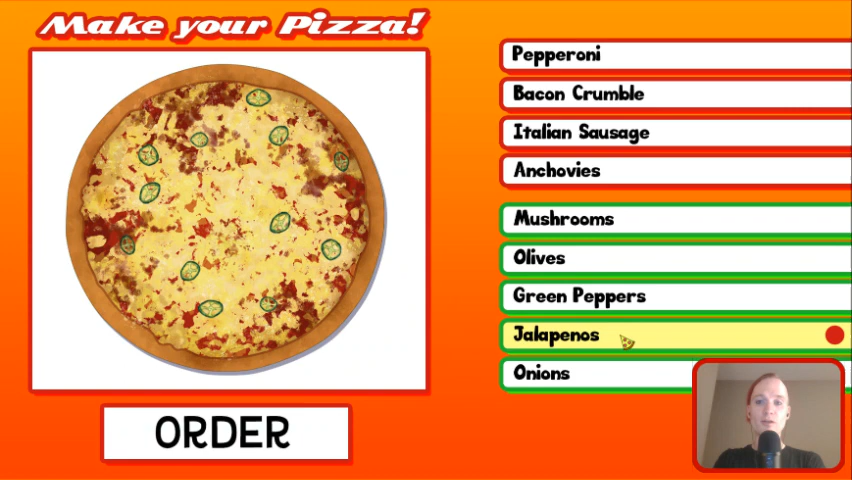 Make your Pizza!
Pepperoni
Bacon Crumble
Italian Sausage
Anchovies
Mushrooms
Olives
Green Peppers
Jalapenos
Onions
ORDER